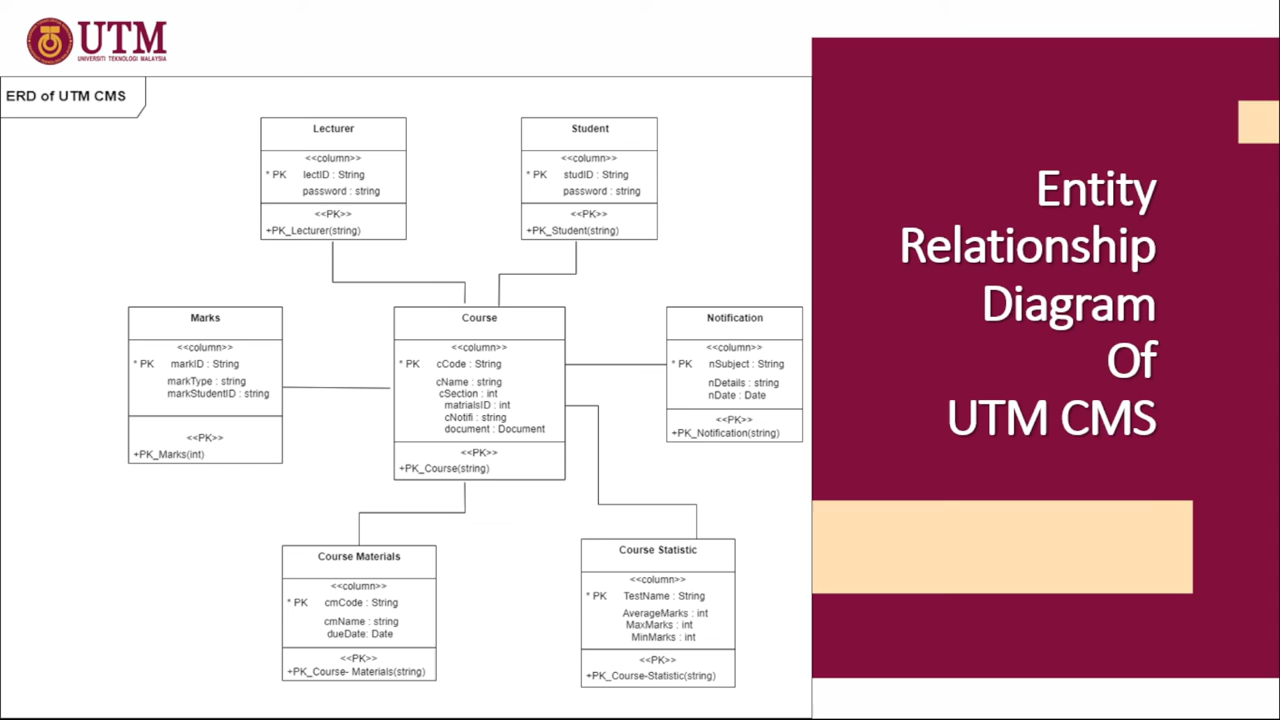 UTM
UNIVERSITI TEKNOLOGI MALAYSIA
ERD of UTM CMS
Lecturer
<<column>>
* PK lectID : String
password : string
<<PK>>
+PK_Lecturer(string)
Student
<<column>>
* PK studID : String
password : string
<<PK>>
+PK_Student(string)
Marks
<<column>>
* PK markID : String
markType : string
markStudentID : string
<<PK>>
+PK_Marks(int)
Course
<<column>>
* PK cCode : String
cName : string
cSection : int
matrialsID : int
cNotifi : string
document : Document
<<PK>>
+PK_Course(string)
Notification
<<column>>
* PK nSubject : String
nDetails : string
nDate : Date
<<PK>>
+PK_Notification(string)
Course Materials
<<column>>
* PK cmCode : String
cmName : string
dueDate: Date
<<PK>>
+PK_Course- Materials(string)
Course Statistic
<<column>>
* PK TestName : String
AverageMarks : int
MaxMarks : int
MinMarks : int
<<PK>>
+PK_Course-Statistic(string)
Entity
Relationship
Diagram
Of
UTM CMS